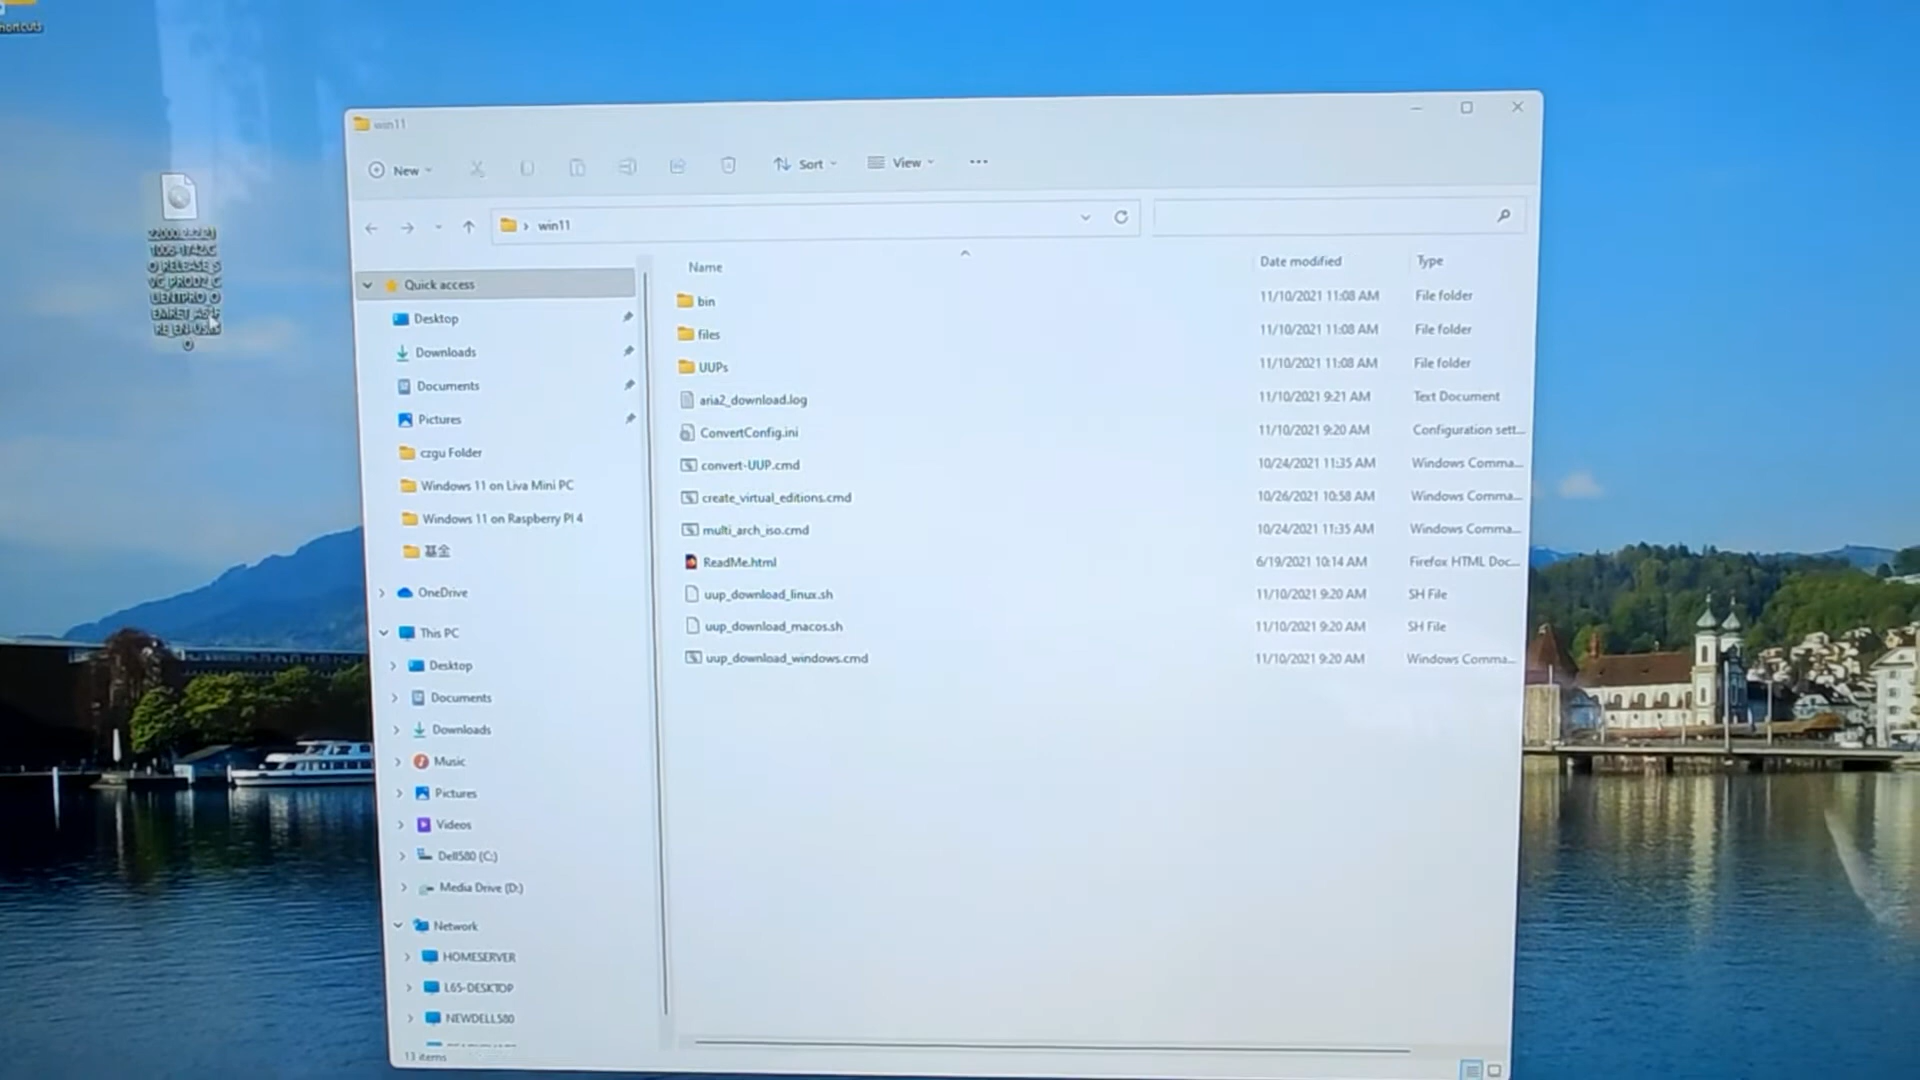 win11
New
Sort
View
win11
Name
Date modified
Type
Quick access
Desktop
Downloads
Documents
Pictures
czgu Folder
Windows 11 on Liva Mini PC
Windows 11 on Raspberry PI 4
基金
OneDrive
This PC
Desktop
Documents
Downloads
Music
Pictures
Videos
Dell580 (C:)
Media Drive (D:)
Network
HOMESERVER
L65-DESKTOP
NEWDELL580
13 items
bin 11/10/2021 11:08 AM File folder
files 11/10/2021 11:08 AM File folder
UUPs 11/10/2021 11:08 AM File folder
aria2_download.log 11/10/2021 9:21 AM Text Document
ConvertConfig.ini 11/10/2021 9:20 AM Configuration sett...
convert-UUP.cmd 10/24/2021 11:35 AM Windows Comma...
create_virtual_editions.cmd 10/26/2021 10:58 AM Windows Comma...
multi_arch_iso.cmd 10/24/2021 11:35 AM Windows Comma...
ReadMe.html 6/19/2021 10:14 AM Firefox HTML Doc...
uup_download_linux.sh 11/10/2021 9:20 AM SH File
uup_download_macos.sh 11/10/2021 9:20 AM SH File
uup_download_windows.cmd 11/10/2021 9:20 AM Windows Comma...